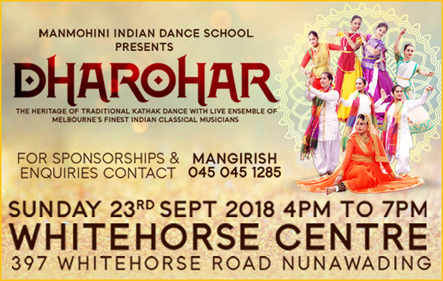 MANMOHINI INDIAN DANCE SCHOOL
PRESENTS
DHAROHAR
THE HERITAGE OF TRADITIONAL KATHAK DANCE WITH LIVE ENSEMBLE OF
MELBOURNE'S FINEST INDIAN CLASSICAL MUSICIANS
FOR SPONSORSHIPS &
ENQUIRIES CONTACT
MANGIRISH
045 045 1285
SUNDAY 23RD SEPT 2018 4PM TO 7PM
WHITEHORSE CENTRE
397 WHITEHORSE ROAD NUNAWADING